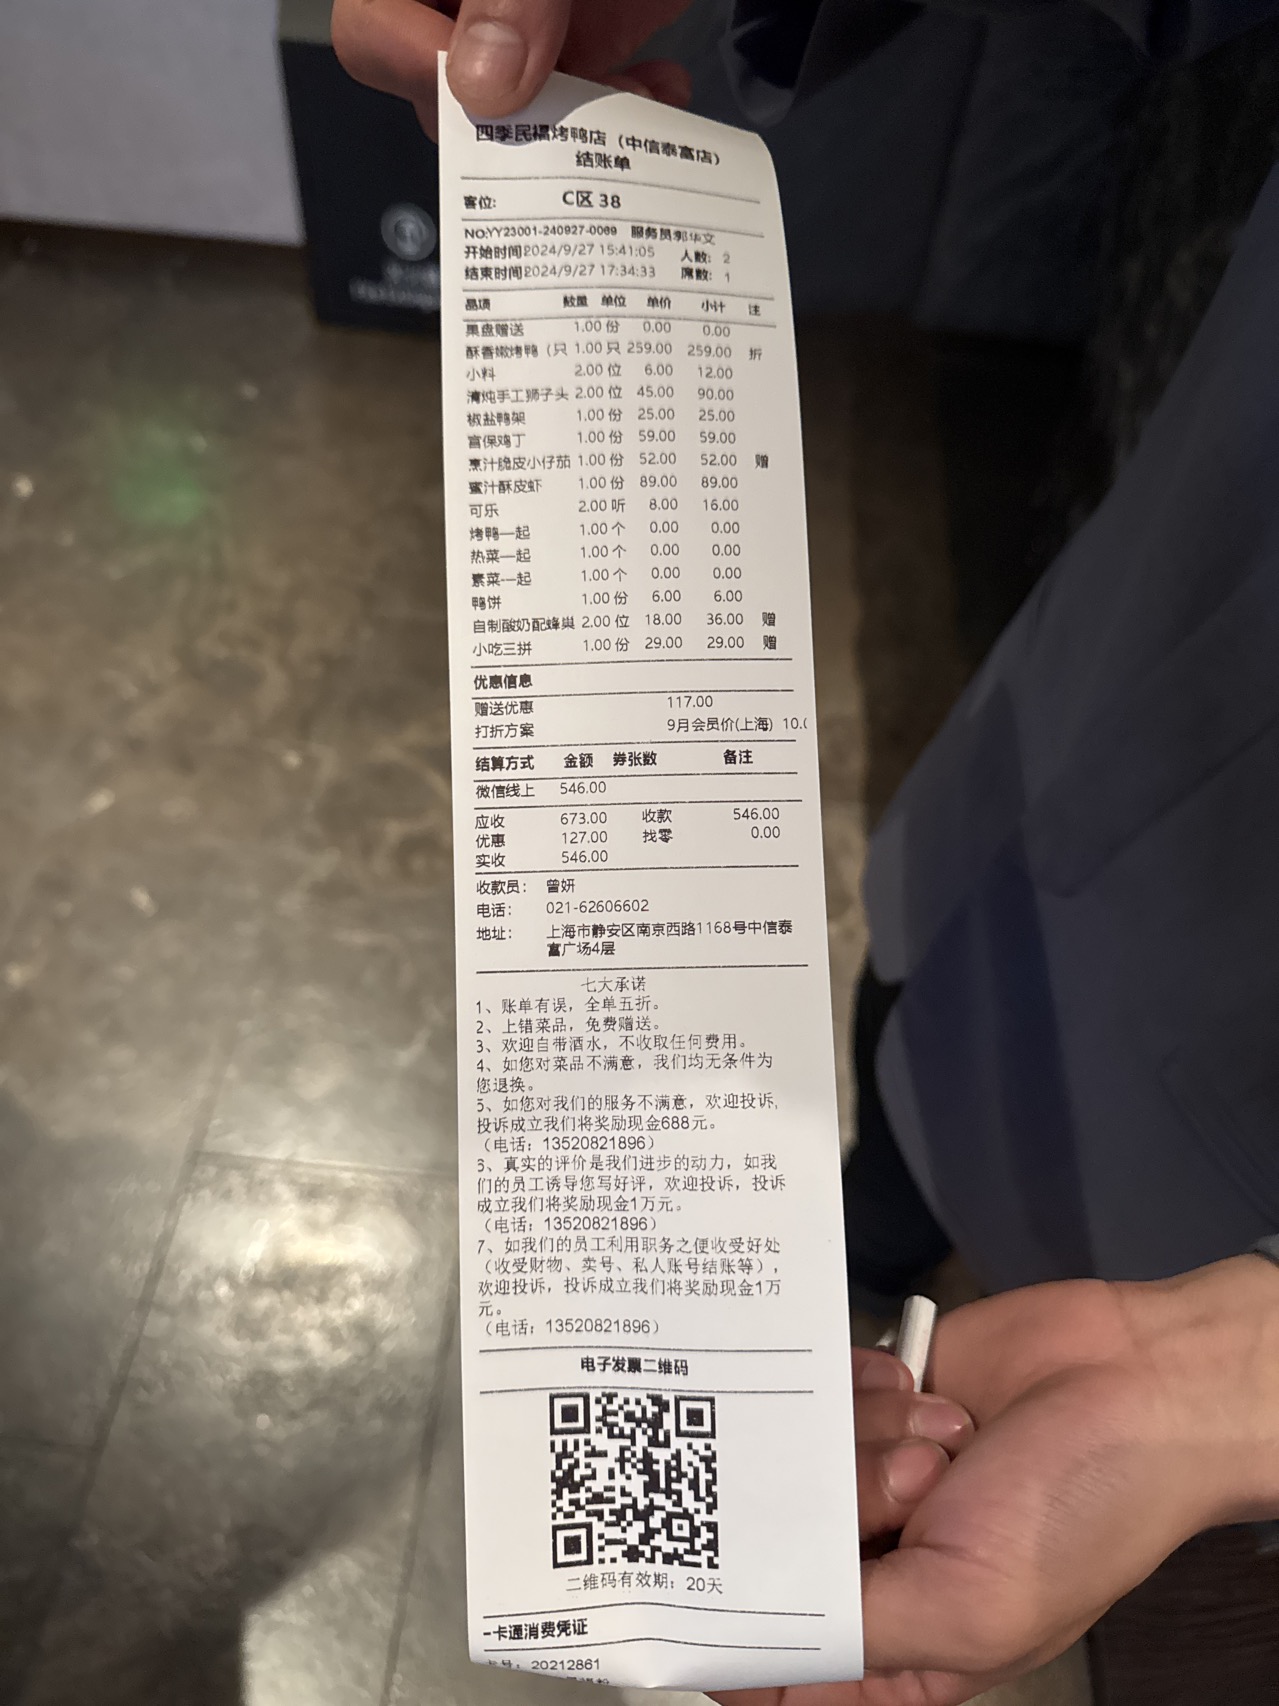 四季民福烤鸭店（中信泰富店）
结账单
客位： C区 38
NO:YY23001-240927-0069 服务员郭华文
开始时间2024/9/27 15:41:05 人数： 2
结束时间2024/9/27 17:34:33 席数： 1
品项 数量 单位 单价 小计 注
果盘赠送 1.00 份 0.00 0.00
酥香嫩烤鸭（只 1.00 只 259.00 259.00 折
小料 2.00 位 6.00 12.00
清炖手工狮子头 2.00 位 45.00 90.00
椒盐鸭架 1.00 份 25.00 25.00
宫保鸡丁 1.00 份 59.00 59.00
烹汁脆皮小仔茄 1.00 份 52.00 52.00 赠
蜜汁酥皮虾 1.00 份 89.00 89.00
可乐 2.00 听 8.00 16.00
烤鸭一起 1.00 个 0.00 0.00
热菜一起 1.00 个 0.00 0.00
素菜一起 1.00 个 0.00 0.00
鸭饼 1.00 份 6.00 6.00
自制酸奶配蜂巢 2.00 位 18.00 36.00 赠
小吃三拼 1.00 份 29.00 29.00 赠
优惠信息
赠送优惠 117.00
打折方案 9月会员价(上海) 10.0
结算方式 金额 券张数 备注
微信线上 546.00
应收 673.00 收款 546.00
优惠 127.00 找零 0.00
实收 546.00
收款员： 曾妍
电话： 021-62606602
地址： 上海市静安区南京西路1168号中信泰
富广场4层
七大承诺
1、账单有误，全单五折。
2、上错菜品，免费赠送。
3、欢迎自带酒水，不收取任何费用。
4、如您对菜品不满意，我们均无条件为
您退换。
5、如您对我们的服务不满意，欢迎投诉，
投诉成立我们将奖励现金688元。
（电话：13520821896）
6、真实的评价是我们进步的动力，如我
们的员工诱导您写好评，欢迎投诉，投诉
成立我们将奖励现金1万元。
（电话：13520821896）
7、如我们的员工利用职务之便收受好处
（收受财物、卖号、私人账号结账等），
欢迎投诉，投诉成立我们将奖励现金1万
元。
（电话：13520821896）
电子发票二维码
二维码有效期：20天
一卡通消费凭证
卡号：20212861